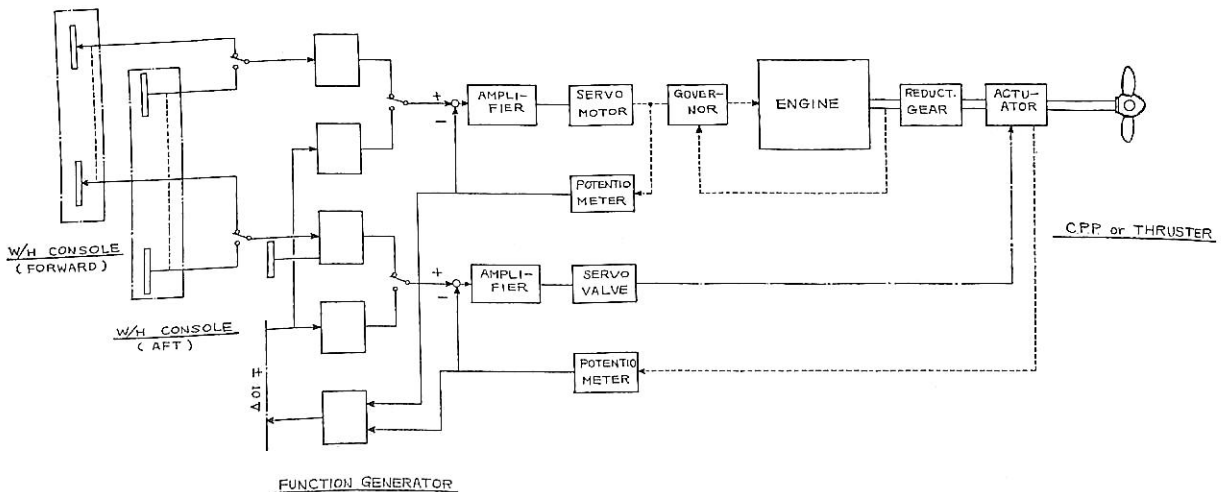 AMPLI-
FIER
SERVO
MOTOR
GOVER-
NOR
ENGINE
REDUCT.
GEAR
ACTU-
ATOR
+
−
POTENTIO
METER
W/H CONSOLE
(FORWARD)
C.P.P. or THRUSTER
+
−
AMPLI-
FIER
SERVO
VALVE
W/H CONSOLE
(AFT)
POTENTIO
METER
FUNCTION GENERATOR